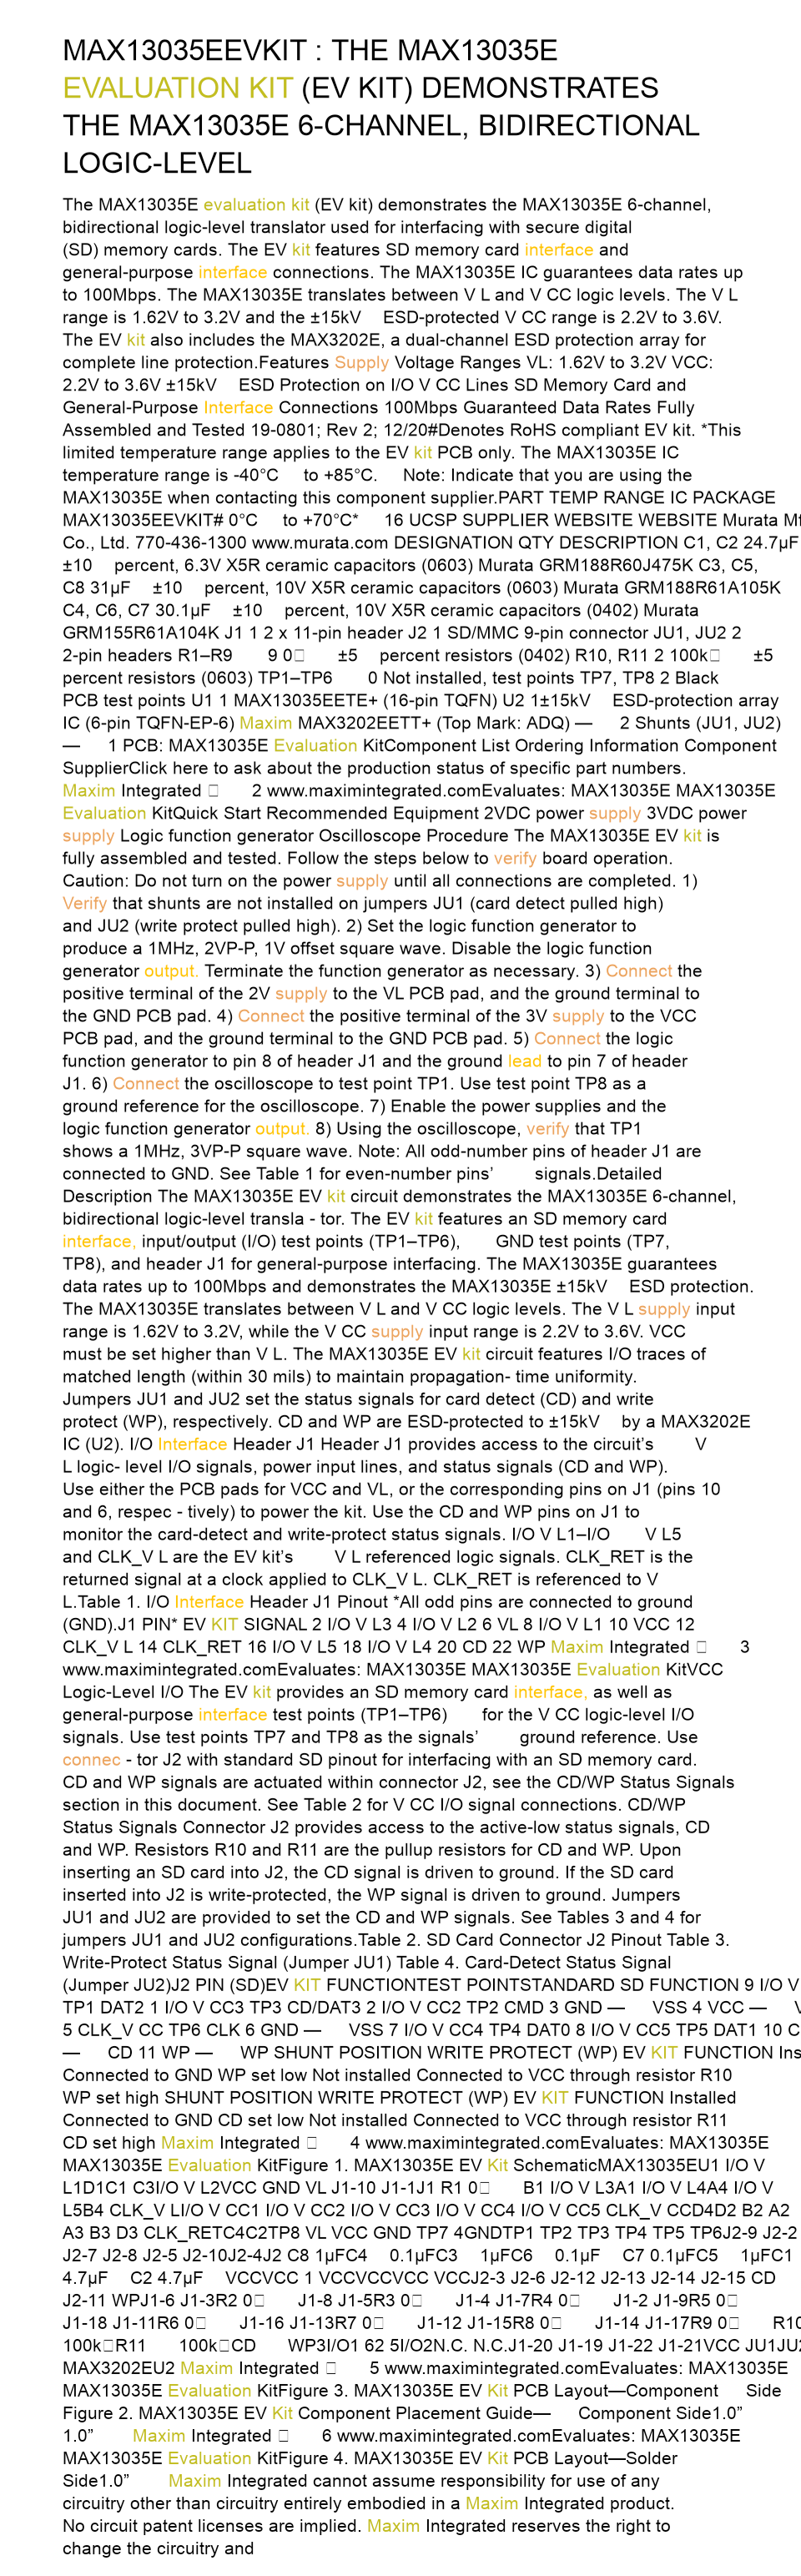 MAX13035EEVKIT : THE MAX13035E
EVALUATION KIT (EV KIT) DEMONSTRATES
THE MAX13035E 6-CHANNEL, BIDIRECTIONAL
LOGIC-LEVEL
The MAX13035E evaluation kit (EV kit) demonstrates the MAX13035E 6-channel,
bidirectional logic-level translator used for interfacing with secure digital
(SD) memory cards. The EV kit features SD memory card interface and
general-purpose interface connections. The MAX13035E IC guarantees data rates up
to 100Mbps. The MAX13035E translates between V L and V CC logic levels. The V L
range is 1.62V to 3.2V and the ±15kV ESD-protected V CC range is 2.2V to 3.6V.
The EV kit also includes the MAX3202E, a dual-channel ESD protection array for
complete line protection.Features Supply Voltage Ranges VL: 1.62V to 3.2V VCC:
2.2V to 3.6V ±15kV ESD Protection on I/O V CC Lines SD Memory Card and
General-Purpose Interface Connections 100Mbps Guaranteed Data Rates Fully
Assembled and Tested 19-0801; Rev 2; 12/20#Denotes RoHS compliant EV kit. *This
limited temperature range applies to the EV kit PCB only. The MAX13035E IC
temperature range is -40°C to +85°C. Note: Indicate that you are using the
MAX13035E when contacting this component supplier.PART TEMP RANGE IC PACKAGE
MAX13035EEVKIT# 0°C to +70°C* 16 UCSP SUPPLIER WEBSITE WEBSITE Murata
Co., Ltd. 770-436-1300 www.murata.com DESIGNATION QTY DESCRIPTION C1, C2 24.7µF
±10 percent, 6.3V X5R ceramic capacitors (0603) Murata GRM188R60J475K C3, C5,
C8 31µF ±10 percent, 10V X5R ceramic capacitors (0603) Murata GRM188R61A105K
C4, C6, C7 30.1µF ±10 percent, 10V X5R ceramic capacitors (0402) Murata
GRM155R61A104K J1 1 2 x 11-pin header J2 1 SD/MMC 9-pin connector JU1, JU2 2
2-pin headers R1–R9 9 0□ ±5 percent resistors (0402) R10, R11 2 100k□ ±5
percent resistors (0603) TP1–TP6 0 Not installed, test points TP7, TP8 2 Black
PCB test points U1 1 MAX13035EETE+ (16-pin TQFN) U2 1±15kV ESD-protection array
IC (6-pin TQFN-EP-6) Maxim MAX3202EETT+ (Top Mark: ADQ) — 2 Shunts (JU1, JU2)
— 1 PCB: MAX13035E Evaluation KitComponent List Ordering Information Component
SupplierClick here to ask about the production status of specific part numbers.
Maxim Integrated □ 2 www.maximintegrated.comEvaluates: MAX13035E MAX13035E
Evaluation KitQuick Start Recommended Equipment 2VDC power supply 3VDC power
supply Logic function generator Oscilloscope Procedure The MAX13035E EV kit is
fully assembled and tested. Follow the steps below to verify board operation.
Caution: Do not turn on the power supply until all connections are completed. 1)
Verify that shunts are not installed on jumpers JU1 (card detect pulled high)
and JU2 (write protect pulled high). 2) Set the logic function generator to
produce a 1MHz, 2VP-P, 1V offset square wave. Disable the logic function
generator output. Terminate the function generator as necessary. 3) Connect the
positive terminal of the 2V supply to the VL PCB pad, and the ground terminal to
the GND PCB pad. 4) Connect the positive terminal of the 3V supply to the VCC
PCB pad, and the ground terminal to the GND PCB pad. 5) Connect the logic
function generator to pin 8 of header J1 and the ground lead to pin 7 of header
J1. 6) Connect the oscilloscope to test point TP1. Use test point TP8 as a
ground reference for the oscilloscope. 7) Enable the power supplies and the
logic function generator output. 8) Using the oscilloscope, verify that TP1
shows a 1MHz, 3VP-P square wave. Note: All odd-number pins of header J1 are
connected to GND. See Table 1 for even-number pins’ signals.Detailed
Description The MAX13035E EV kit circuit demonstrates the MAX13035E 6-channel,
bidirectional logic-level transla - tor. The EV kit features an SD memory card
interface, input/output (I/O) test points (TP1–TP6), GND test points (TP7,
TP8), and header J1 for general-purpose interfacing. The MAX13035E guarantees
data rates up to 100Mbps and demonstrates the MAX13035E ±15kV ESD protection.
The MAX13035E translates between V L and V CC logic levels. The V L supply input
range is 1.62V to 3.2V, while the V CC supply input range is 2.2V to 3.6V. VCC
must be set higher than V L. The MAX13035E EV kit circuit features I/O traces of
matched length (within 30 mils) to maintain propagation- time uniformity.
Jumpers JU1 and JU2 set the status signals for card detect (CD) and write
protect (WP), respectively. CD and WP are ESD-protected to ±15kV by a MAX3202E
IC (U2). I/O Interface Header J1 Header J1 provides access to the circuit’s V
L logic- level I/O signals, power input lines, and status signals (CD and WP).
Use either the PCB pads for VCC and VL, or the corresponding pins on J1 (pins 10
and 6, respec - tively) to power the kit. Use the CD and WP pins on J1 to
monitor the card-detect and write-protect status signals. I/O V L1–I/O V L5
and CLK_V L are the EV kit’s V L referenced logic signals. CLK_RET is the
returned signal at a clock applied to CLK_V L. CLK_RET is referenced to V
L.Table 1. I/O Interface Header J1 Pinout *All odd pins are connected to ground
(GND).J1 PIN* EV KIT SIGNAL 2 I/O V L3 4 I/O V L2 6 VL 8 I/O V L1 10 VCC 12
CLK_V L 14 CLK_RET 16 I/O V L5 18 I/O V L4 20 CD 22 WP Maxim Integrated □ 3
www.maximintegrated.comEvaluates: MAX13035E MAX13035E Evaluation KitVCC
Logic-Level I/O The EV kit provides an SD memory card interface, as well as
general-purpose interface test points (TP1–TP6) for the V CC logic-level I/O
signals. Use test points TP7 and TP8 as the signals’ ground reference. Use
connec - tor J2 with standard SD pinout for interfacing with an SD memory card.
CD and WP signals are actuated within connector J2, see the CD/WP Status Signals
section in this document. See Table 2 for V CC I/O signal connections. CD/WP
Status Signals Connector J2 provides access to the active-low status signals, CD
and WP. Resistors R10 and R11 are the pullup resistors for CD and WP. Upon
inserting an SD card into J2, the CD signal is driven to ground. If the SD card
inserted into J2 is write-protected, the WP signal is driven to ground. Jumpers
JU1 and JU2 are provided to set the CD and WP signals. See Tables 3 and 4 for
jumpers JU1 and JU2 configurations.Table 2. SD Card Connector J2 Pinout Table 3.
Write-Protect Status Signal (Jumper JU1) Table 4. Card-Detect Status Signal
(Jumper JU2)J2 PIN (SD)EV KIT FUNCTIONTEST POINTSTANDARD SD FUNCTION 9 I/O V
TP1 DAT2 1 I/O V CC3 TP3 CD/DAT3 2 I/O V CC2 TP2 CMD 3 GND — VSS 4 VCC —
5 CLK_V CC TP6 CLK 6 GND — VSS 7 I/O V CC4 TP4 DAT0 8 I/O V CC5 TP5 DAT1 10
— CD 11 WP — WP SHUNT POSITION WRITE PROTECT (WP) EV KIT FUNCTION
Connected to GND WP set low Not installed Connected to VCC through resistor R10
WP set high SHUNT POSITION WRITE PROTECT (WP) EV KIT FUNCTION Installed
Connected to GND CD set low Not installed Connected to VCC through resistor R11
CD set high Maxim Integrated □ 4 www.maximintegrated.comEvaluates: MAX13035E
MAX13035E Evaluation KitFigure 1. MAX13035E EV Kit SchematicMAX13035EU1 I/O V
L1D1C1 C3I/O V L2VCC GND VL J1-10 J1-1J1 R1 0□ B1 I/O V L3A1 I/O V L4A4 I/O V
L5B4 CLK_V LI/O V CC1 I/O V CC2 I/O V CC3 I/O V CC4 I/O V CC5 CLK_V CCD4D2 B2 A2
A3 B3 D3 CLK_RETC4C2TP8 VL VCC GND TP7 4GNDTP1 TP2 TP3 TP4 TP5 TP6J2-9 J2-2
J2-7 J2-8 J2-5 J2-10J2-4J2 C8 1µFC4 0.1µFC3 1µFC6 0.1µF C7 0.1µFC5 1µFC1
4.7µF C2 4.7µF VCCVCC 1 VCCVCCVCC VCCJ2-3 J2-6 J2-12 J2-13 J2-14 J2-15 CD
J2-11 WPJ1-6 J1-3R2 0□ J1-8 J1-5R3 0□ J1-4 J1-7R4 0□ J1-2 J1-9R5 0□
J1-18 J1-11R6 0□ J1-16 J1-13R7 0□ J1-12 J1-15R8 0□ J1-14 J1-17R9 0□ R10
100k□R11 100k□CD WP3I/O1 62 5I/O2N.C. N.C.J1-20 J1-19 J1-22 J1-21VCC JU1JU2
MAX3202EU2 Maxim Integrated □ 5 www.maximintegrated.comEvaluates: MAX13035E
MAX13035E Evaluation KitFigure 3. MAX13035E EV Kit PCB Layout—Component Side
Figure 2. MAX13035E EV Kit Component Placement Guide— Component Side1.0”
1.0” Maxim Integrated □ 6 www.maximintegrated.comEvaluates: MAX13035E
MAX13035E Evaluation KitFigure 4. MAX13035E EV Kit PCB Layout—Solder
Side1.0” Maxim Integrated cannot assume responsibility for use of any
circuitry other than circuitry entirely embodied in a Maxim Integrated product.
No circuit patent licenses are implied. Maxim Integrated reserves the right to
change the circuitry and